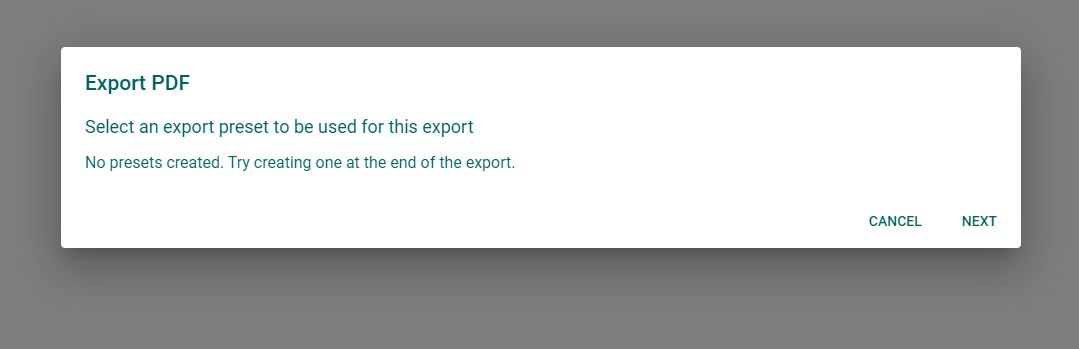 Export PDF
Select an export preset to be used for this export
No presets created. Try creating one at the end of the export.
CANCEL NEXT